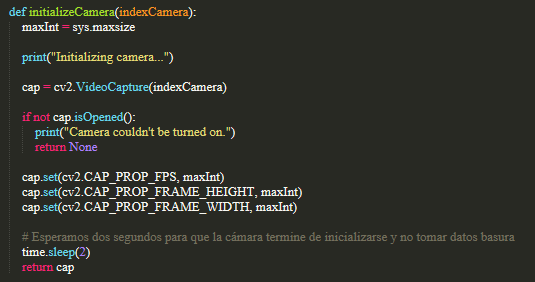 def initializeCamera(indexCamera):
maxInt = sys.maxsize
print("Initializing camera...")
cap = cv2.VideoCapture(indexCamera)
if not cap.isOpened():
print("Camera couldn't be turned on.")
return None
cap.set(cv2.CAP_PROP_FPS, maxInt)
cap.set(cv2.CAP_PROP_FRAME_HEIGHT, maxInt)
cap.set(cv2.CAP_PROP_FRAME_WIDTH, maxInt)
# Esperamos dos segundos para que la cámara termine de inicializarse y no tomar datos basura
time.sleep(2)
return cap